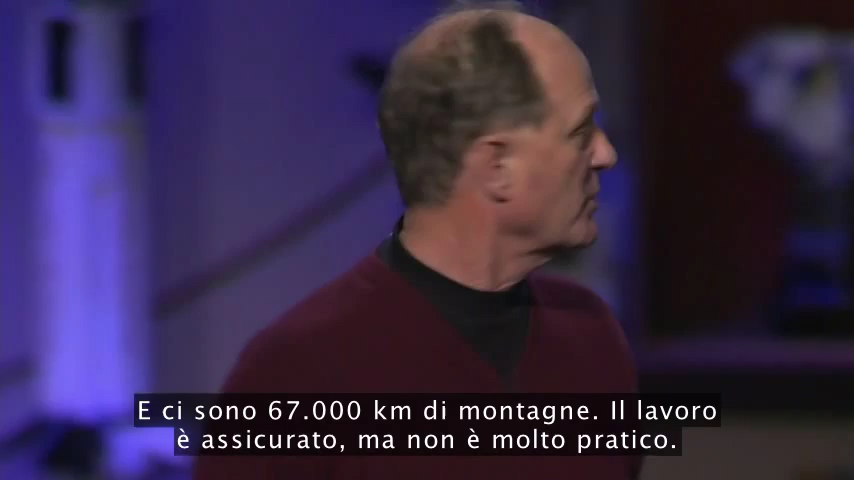 E ci sono 67.000 km di montagne. Il lavoro
è assicurato, ma non è molto pratico.